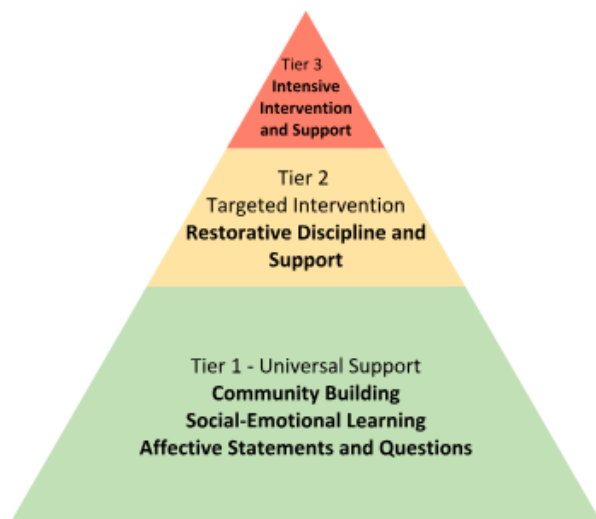 Tier 3
Intensive
Intervention
and Support
Tier 2
Targeted Intervention
Restorative Discipline and
Support
Tier 1 - Universal Support
Community Building
Social-Emotional Learning
Affective Statements and Questions